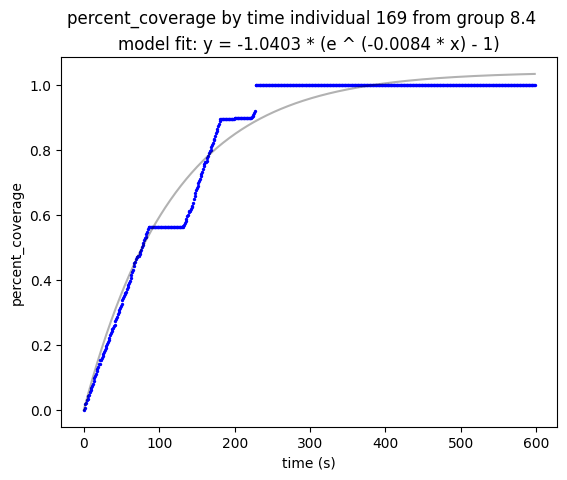 percent_coverage by time individual 169 from group 8.4
model fit: y = -1.0403 * (e ^ (-0.0084 * x) - 1)
1.0
0.8
0.6
0.4
0.2
0.0
percent_coverage
0 100 200 300 400 500 600
time (s)